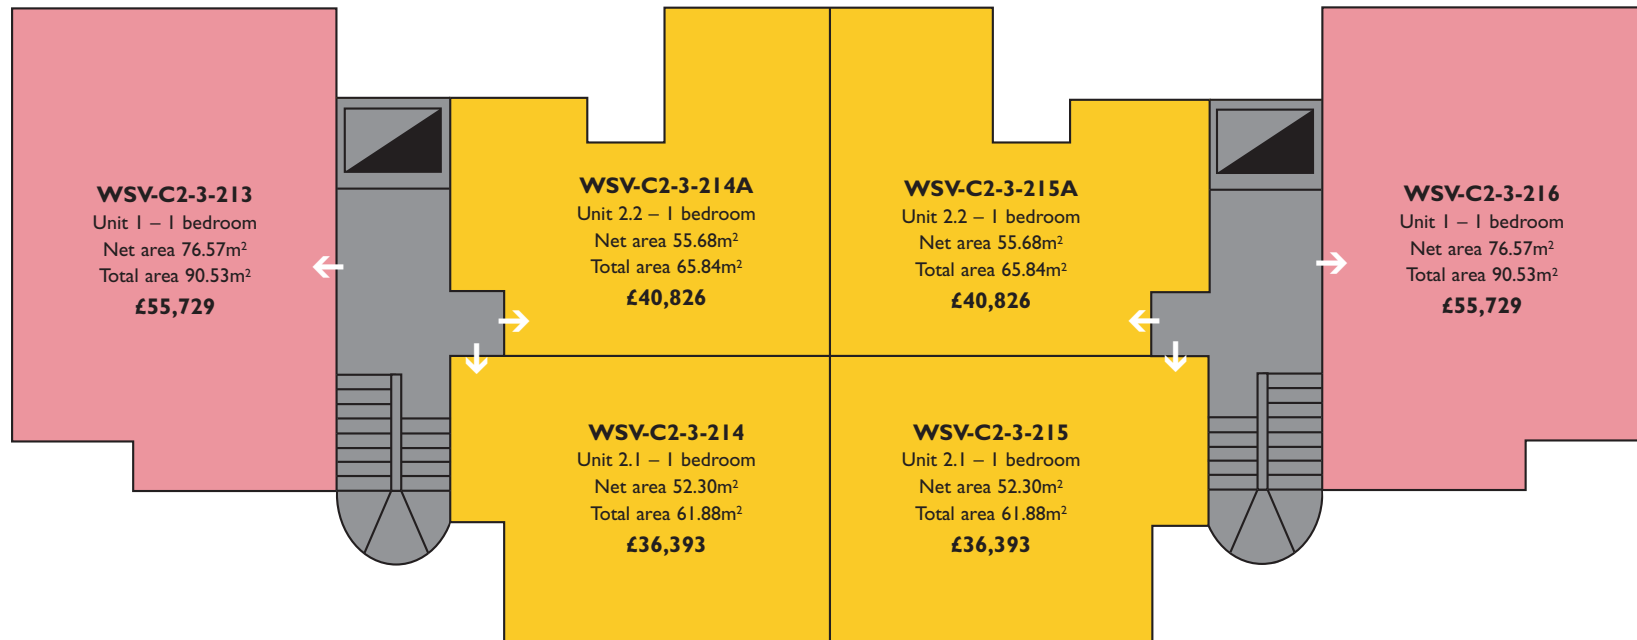 WSV-C2-3-213
Unit 1 – 1 bedroom
Net area 76.57m²
Total area 90.53m²
£55,729
WSV-C2-3-214A
Unit 2.2 – 1 bedroom
Net area 55.68m²
Total area 65.84m²
£40,826
WSV-C2-3-215A
Unit 2.2 – 1 bedroom
Net area 55.68m²
Total area 65.84m²
£40,826
WSV-C2-3-216
Unit 1 – 1 bedroom
Net area 76.57m²
Total area 90.53m²
£55,729
WSV-C2-3-214
Unit 2.1 – 1 bedroom
Net area 52.30m²
Total area 61.88m²
£36,393
WSV-C2-3-215
Unit 2.1 – 1 bedroom
Net area 52.30m²
Total area 61.88m²
£36,393